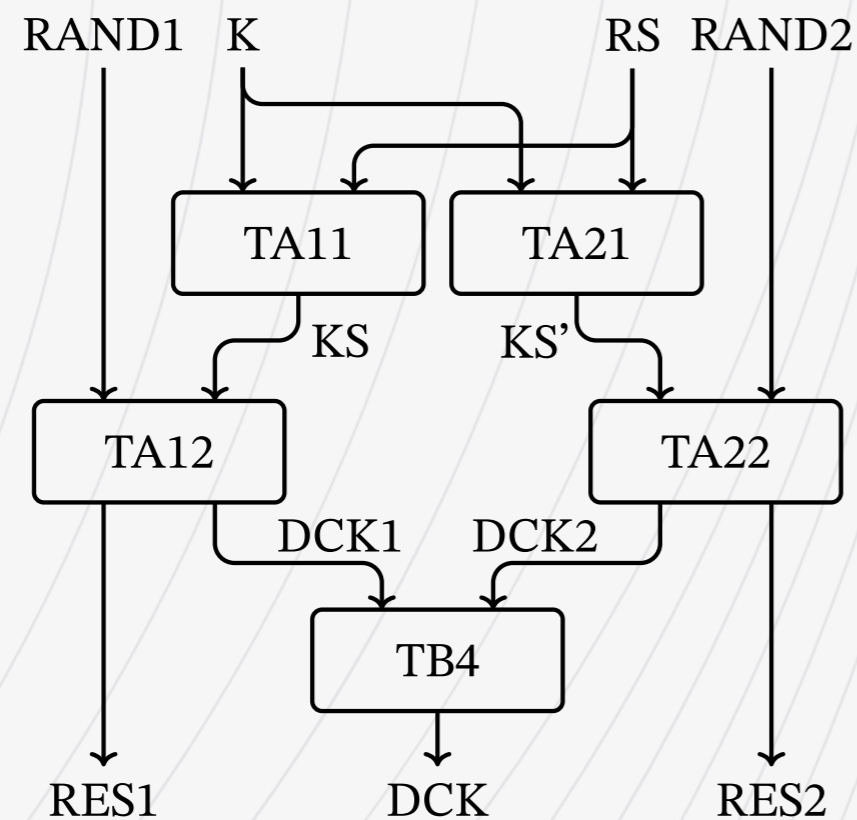 RAND1 K RS RAND2
TA11 TA21
KS KS’
TA12 TA22
DCK1 DCK2
TB4
RES1 DCK RES2